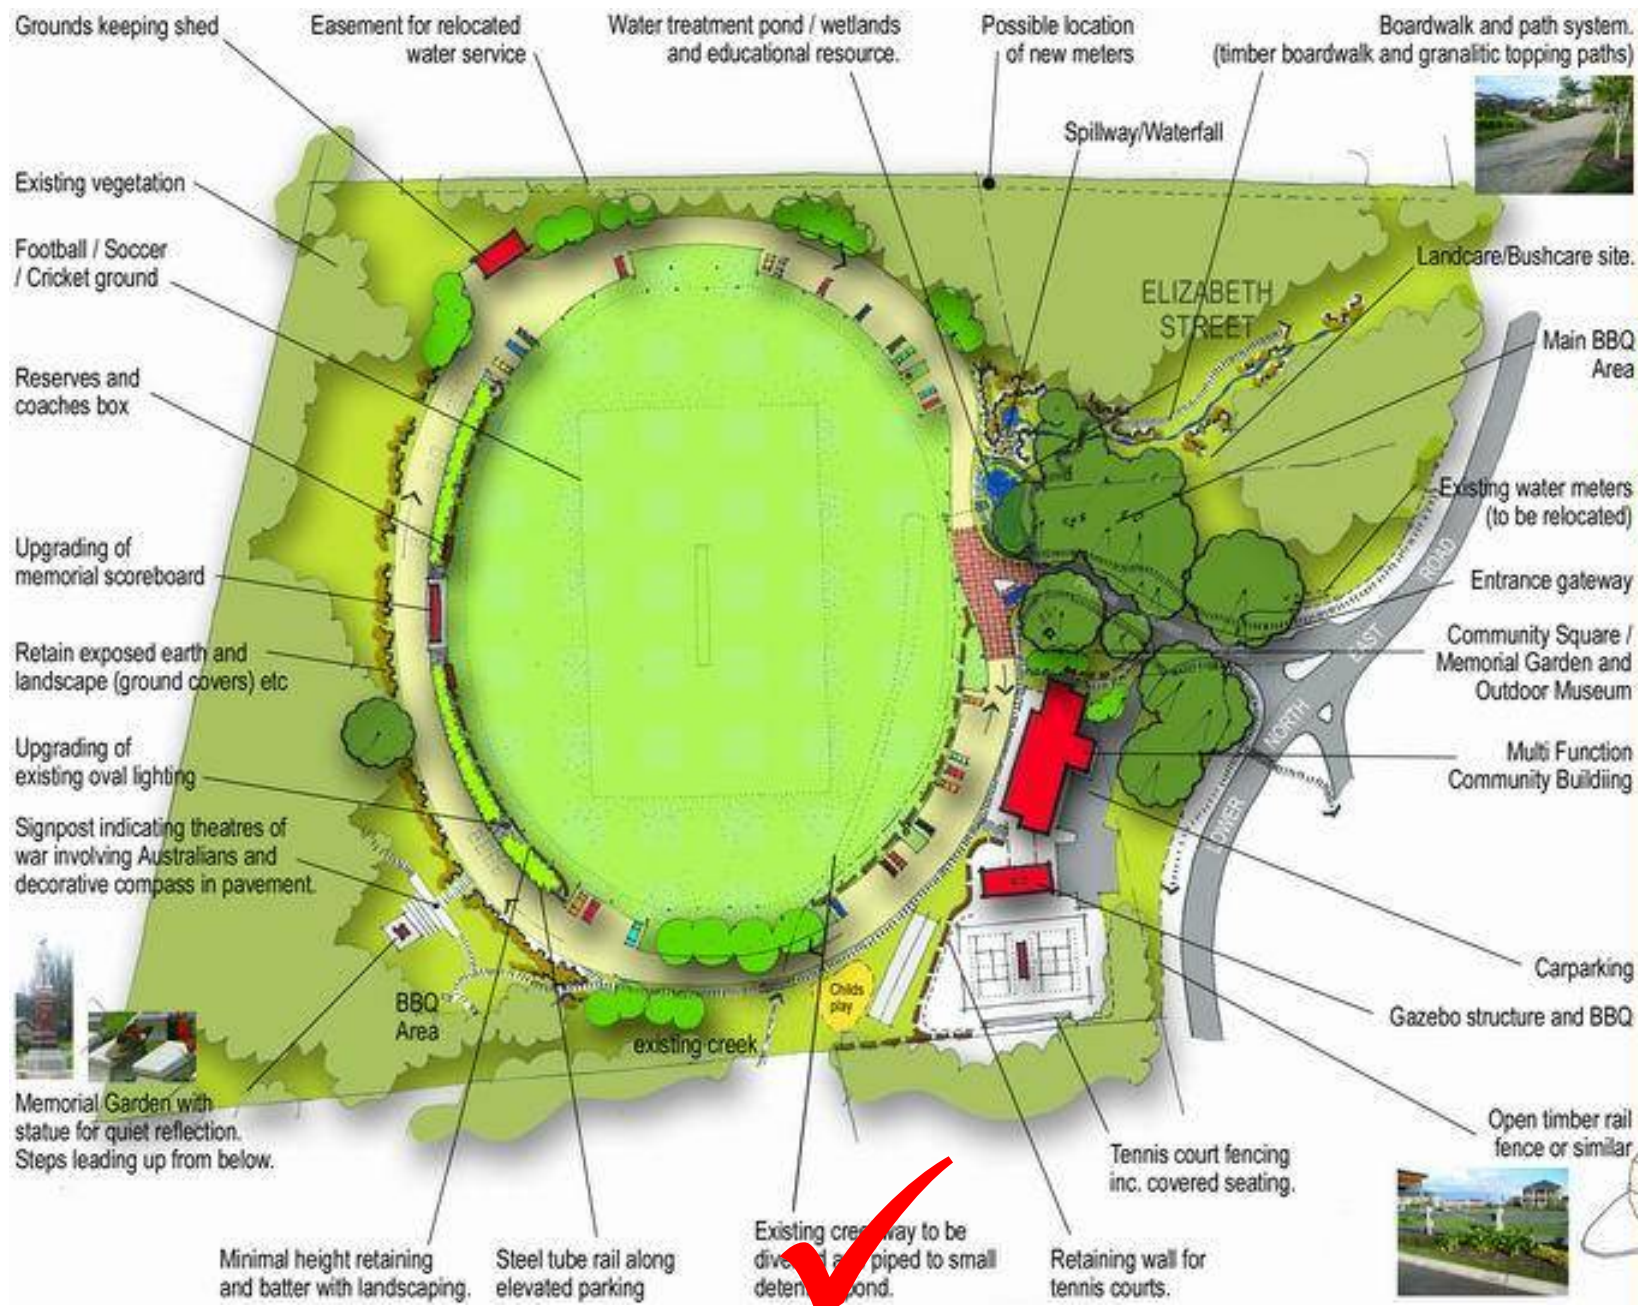 Grounds keeping shed
Easement for relocated
water service
Water treatment pond / wetlands
and educational resource.
Possible location
of new meters
Boardwalk and path system.
(timber boardwalk and granalitic topping paths)
Spillway/Waterfall
Existing vegetation
Football / Soccer
/ Cricket ground
Landcare/Bushcare site.
ELIZABETH
STREET
Main BBQ
Area
Reserves and
coaches box
Existing water meters
(to be relocated)
Upgrading of
memorial scoreboard
Entrance gateway
Retain exposed earth and
landscape (ground covers) etc
Community Square /
Memorial Garden and
Outdoor Museum
LOWER NORTH EAST ROAD
Upgrading of
existing oval lighting
Multi Function
Community Buildiing
Signpost indicating theatres of
war involving Australians and
decorative compass in pavement.
Carparking
Childs
play
BBQ
Area
Gazebo structure and BBQ
existing creek
Memorial Garden with
statue for quiet reflection.
Steps leading up from below.
Open timber rail
fence or similar
Tennis court fencing
inc. covered seating.
Minimal height retaining
and batter with landscaping.
Steel tube rail along
elevated parking
Existing way to be
piped to small
pond.
Retaining wall for
tennis courts.